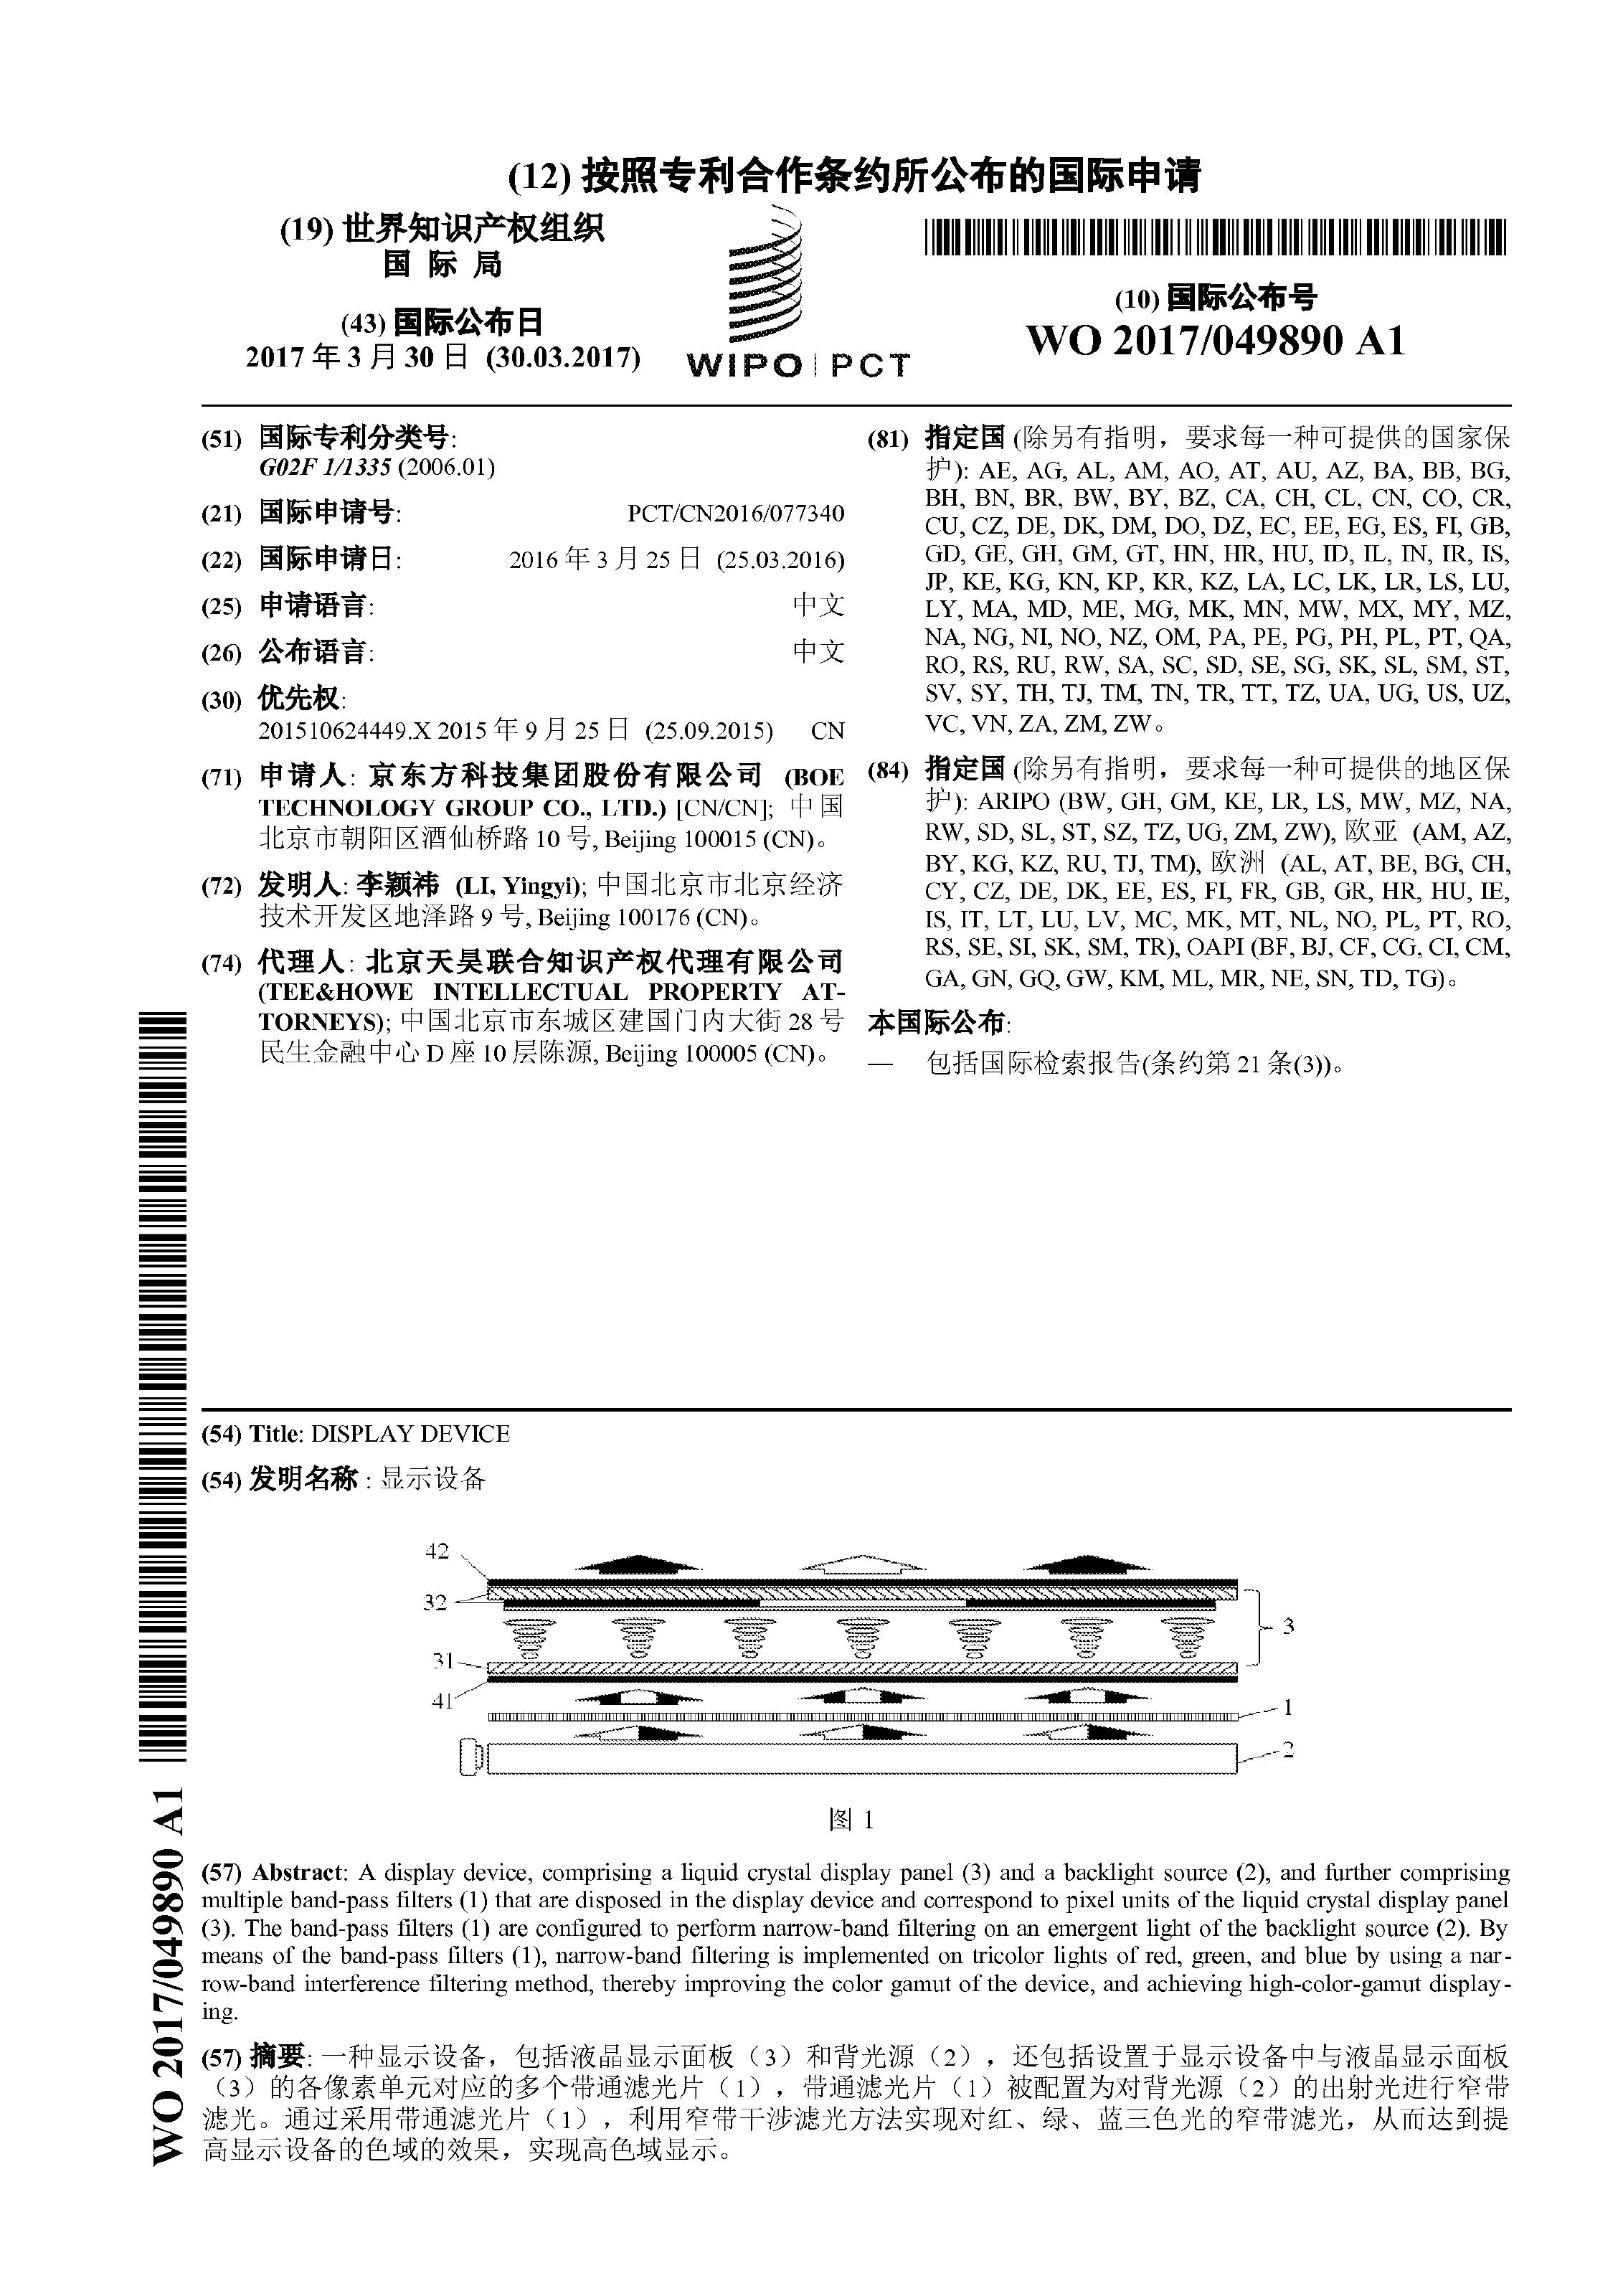 (12) 按照专利合作条约所公布的国际申请
(19) 世界知识产权组织
国 际 局
(43) 国际公布日
2017 年 3 月 30 日 (30.03.2017)
WIPO | PCT
(10) 国际公布号
WO 2017/049890 A1
(51) 国际专利分类号:
G02F 1/1335 (2006.01)
(21) 国际申请号: PCT/CN2016/077340
(22) 国际申请日: 2016 年 3 月 25 日 (25.03.2016)
(25) 申请语言: 中文
(26) 公布语言: 中文
(30) 优先权:
201510624449.X 2015 年 9 月 25 日 (25.09.2015) CN
(71) 申请人: 京东方科技集团股份有限公司 (BOE
TECHNOLOGY GROUP CO., LTD.) [CN/CN]; 中国
北京市朝阳区酒仙桥路 10 号, Beijing 100015 (CN)。
(72) 发明人: 李颖祎 (LI, Yingyi); 中国北京市北京经济
技术开发区地泽路 9 号, Beijing 100176 (CN)。
(74) 代理人: 北京天昊联合知识产权代理有限公司
(TEE&HOWE INTELLECTUAL PROPERTY AT-
TORNEYS); 中国北京市东城区建国门内大街 28 号
民生金融中心 D 座 10 层陈源, Beijing 100005 (CN)。
(81) 指定国 (除另有指明，要求每一种可提供的国家保
护): AE, AG, AL, AM, AO, AT, AU, AZ, BA, BB, BG,
BH, BN, BR, BW, BY, BZ, CA, CH, CL, CN, CO, CR,
CU, CZ, DE, DK, DM, DO, DZ, EC, EE, EG, ES, FI, GB,
GD, GE, GH, GM, GT, HN, HR, HU, ID, IL, IN, IR, IS,
JP, KE, KG, KN, KP, KR, KZ, LA, LC, LK, LR, LS, LU,
LY, MA, MD, ME, MG, MK, MN, MW, MX, MY, MZ,
NA, NG, NI, NO, NZ, OM, PA, PE, PG, PH, PL, PT, QA,
RO, RS, RU, RW, SA, SC, SD, SE, SG, SK, SL, SM, ST,
SV, SY, TH, TJ, TM, TN, TR, TT, TZ, UA, UG, US, UZ,
VC, VN, ZA, ZM, ZW。
(84) 指定国 (除另有指明，要求每一种可提供的地区保
护): ARIPO (BW, GH, GM, KE, LR, LS, MW, MZ, NA,
RW, SD, SL, ST, SZ, TZ, UG, ZM, ZW), 欧亚 (AM, AZ,
BY, KG, KZ, RU, TJ, TM), 欧洲 (AL, AT, BE, BG, CH,
CY, CZ, DE, DK, EE, ES, FI, FR, GB, GR, HR, HU, IE,
IS, IT, LT, LU, LV, MC, MK, MT, NL, NO, PL, PT, RO,
RS, SE, SI, SK, SM, TR), OAPI (BF, BJ, CF, CG, CI, CM,
GA, GN, GQ, GW, KM, ML, MR, NE, SN, TD, TG)。
本国际公布:
— 包括国际检索报告(条约第 21 条(3))。
(54) Title: DISPLAY DEVICE
(54) 发明名称 : 显示设备
42
32
3
31
41
1
2
图 1
(57) Abstract: A display device, comprising a liquid crystal display panel (3) and a backlight source (2), and further comprising
multiple band-pass filters (1) that are disposed in the display device and correspond to pixel units of the liquid crystal display panel
(3). The band-pass filters (1) are configured to perform narrow-band filtering on an emergent light of the backlight source (2). By
means of the band-pass filters (1), narrow-band filtering is implemented on tricolor lights of red, green, and blue by using a nar-
row-band interference filtering method, thereby improving the color gamut of the device, and achieving high-color-gamut display-
ing.
(57) 摘要: 一种显示设备，包括液晶显示面板（3）和背光源（2），还包括设置于显示设备中与液晶显示面板
（3）的各像素单元对应的多个带通滤光片（1），带通滤光片（1）被配置为对背光源（2）的出射光进行窄带
滤光。通过采用带通滤光片（1），利用窄带干涉滤光方法实现对红、绿、蓝三色光的窄带滤光，从而达到提
高显示设备的色域的效果，实现高色域显示。
WO 2017/049890 A1